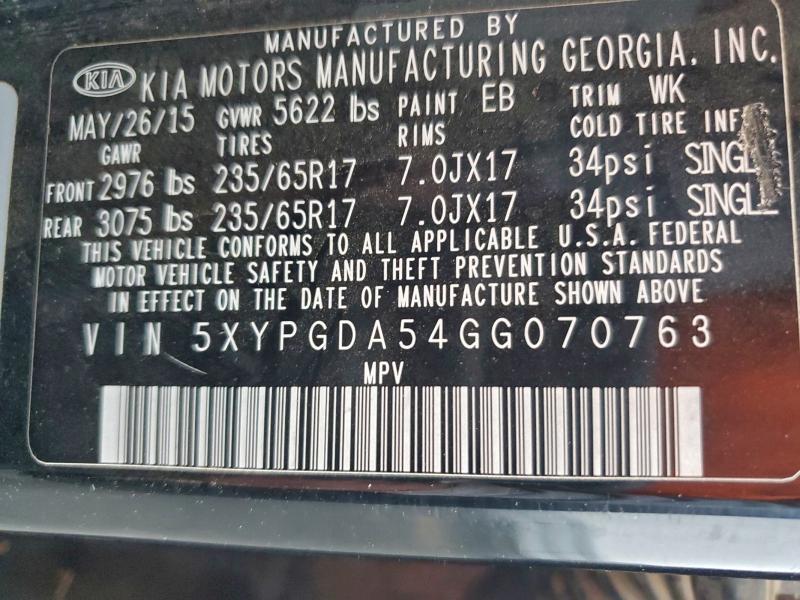 MANUFACTURED BY
KIA KIA MOTORS MANUFACTURING GEORGIA, INC.
MAY/26/15 GVWR 5622 lbs PAINT EB TRIM WK
GAWR TIRES RIMS COLD TIRE INF
FRONT 2976 lbs 235/65R17 7.0JX17 34psi SINGL
REAR 3075 lbs 235/65R17 7.0JX17 34psi SINGLE
THIS VEHICLE CONFORMS TO ALL APPLICABLE U.S.A. FEDERAL
MOTOR VEHICLE SAFETY AND THEFT PREVENTION STANDARDS
IN EFFECT ON THE DATE OF MANUFACTURE SHOWN ABOVE
VIN 5XYPGDA54GG070763
MPV